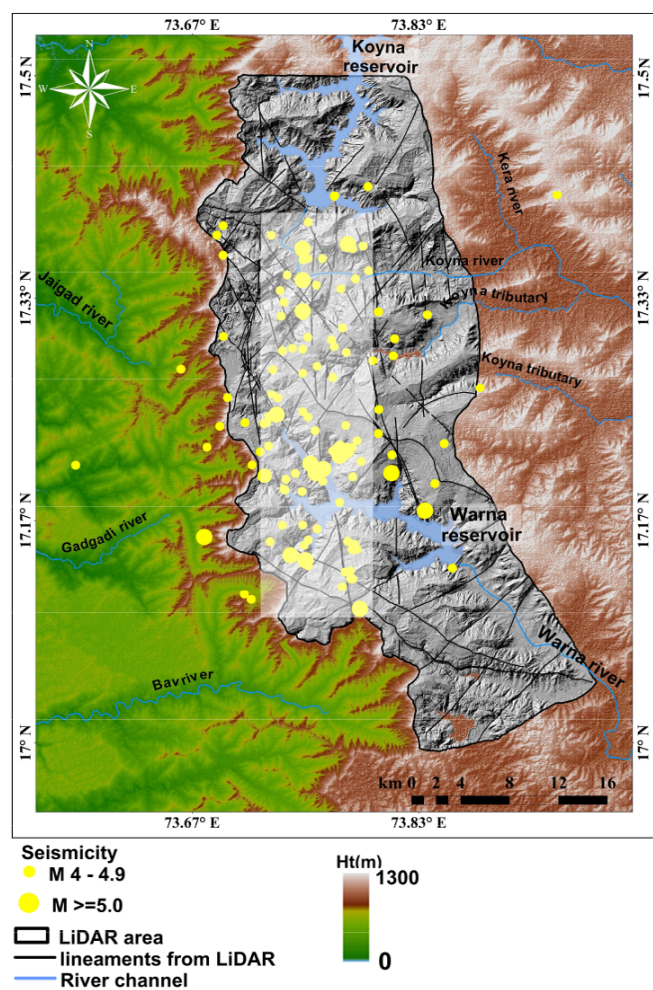 73.67° E 73.83° E
Koyna
reservoir
N
W E
S
17.5 N
17.5 N
Kera river
Koyna river
Jaigad river
Koyna tributary
17.33 N
17.33 N
Koyna tributary
17.17 N
17.17 N
Gadgadi river
Warna
reservoir
Warna river
Bav river
17° N
17° N
km 0 2 4 8 12 16
73.67° E 73.83° E
Seismicity
M 4 - 4.9
M >=5.0
LiDAR area
lineaments from LiDAR
River channel
Ht(m)
1300
0